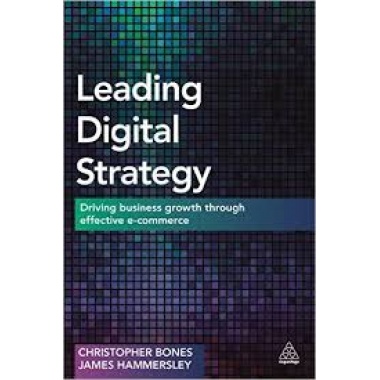 Leading
Digital
Strategy
Driving business growth through
effective e-commerce
CHRISTOPHER BONES
JAMES HAMMERSLEY